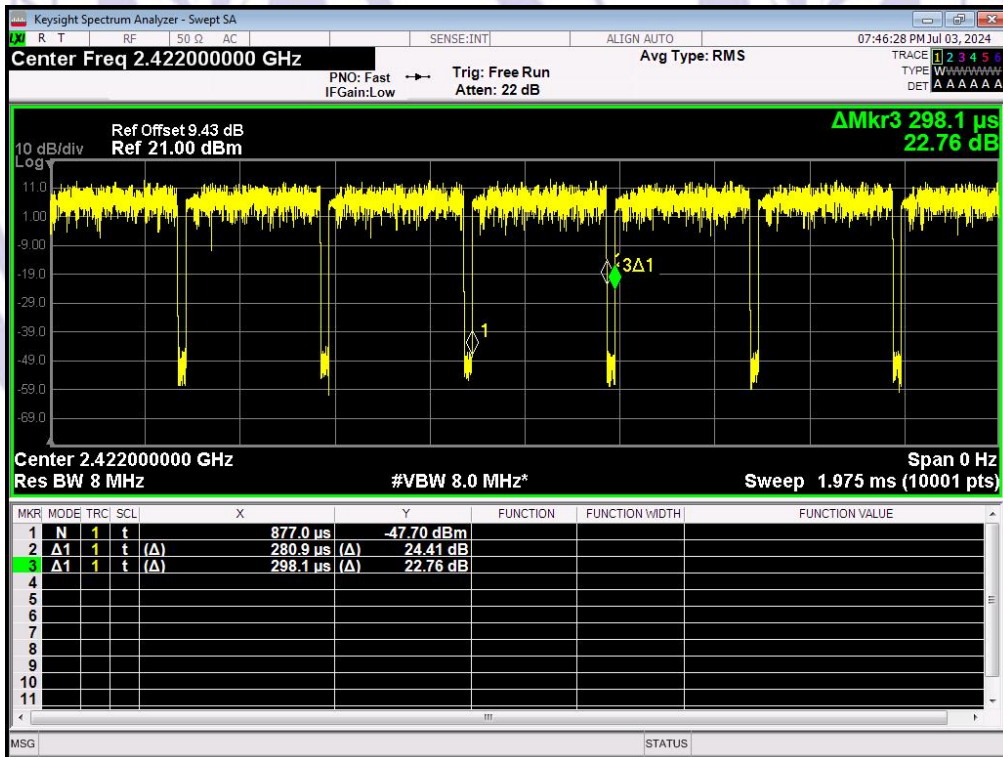 Keysight Spectrum Analyzer - Swept SA
LXI R T RF 50 Ω AC SENSE:INT ALIGN AUTO 07:46:28 PM Jul 03, 2024
Center Freq 2.422000000 GHz
PNO: Fast
IFGain:Low
Trig: Free Run
Atten: 22 dB
Avg Type: RMS
TRACE 1 2 3 4 5 6
TYPE WWWWWW
DET A A A A A A
Ref Offset 9.43 dB
Ref 21.00 dBm
10 dB/div
Log
ΔMkr3 298.1 µs
22.76 dB
11.0
1.00
-9.00
-19.0
-29.0
-39.0
-49.0
-59.0
-69.0
3Δ1
1
Center 2.422000000 GHz Span 0 Hz
Res BW 8 MHz #VBW 8.0 MHz* Sweep 1.975 ms (10001 pts)
MKR MODE TRC SCL X Y FUNCTION FUNCTION WIDTH FUNCTION VALUE
1 N 1 t 877.0 µs -47.70 dBm
2 Δ1 1 t (Δ) 280.9 µs (Δ) 24.41 dB
3 Δ1 1 t (Δ) 298.1 µs (Δ) 22.76 dB
4
5
6
7
8
9
10
11
MSG STATUS